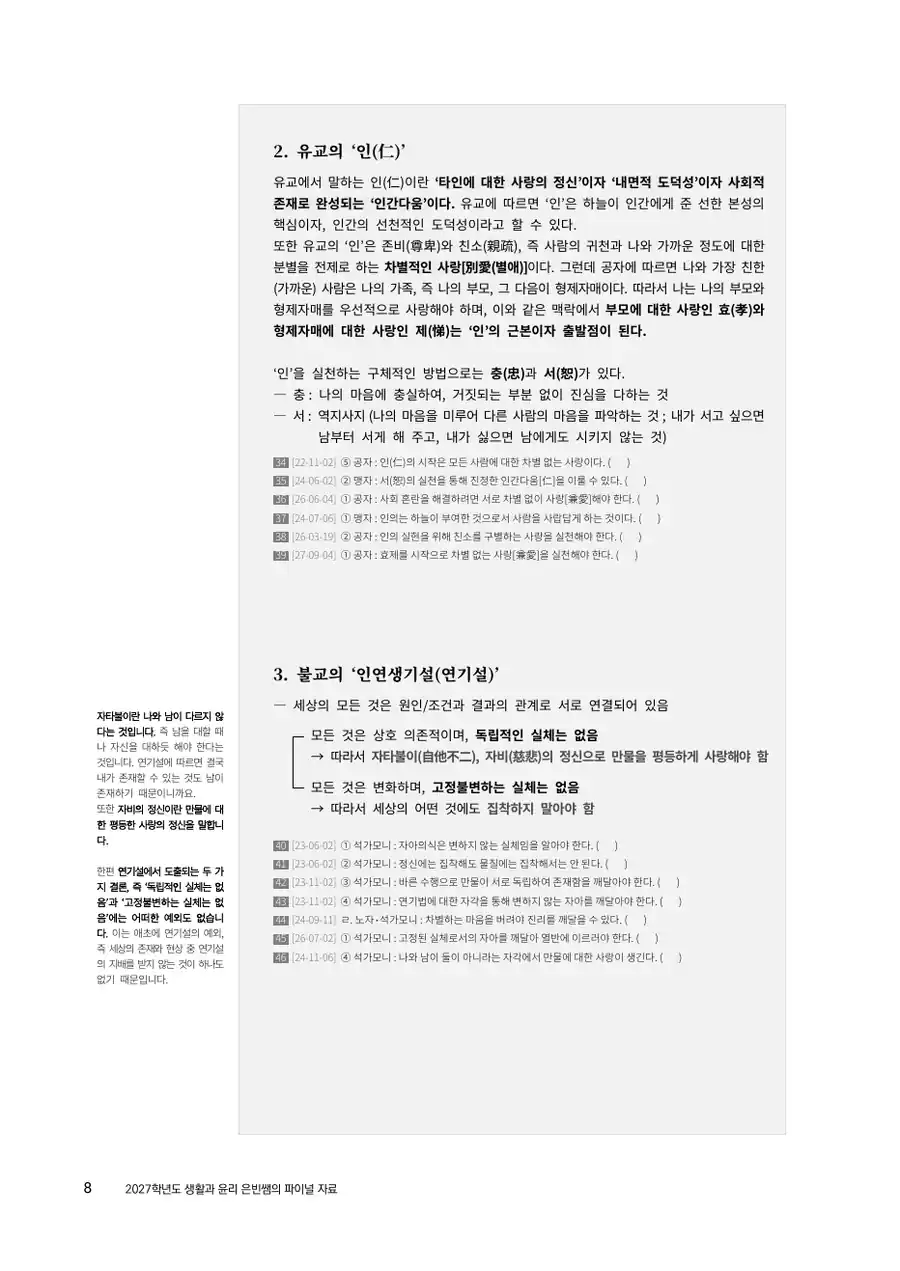 2. 유교의 ‘인(仁)’
유교에서 말하는 인(仁)이란 ‘타인에 대한 사랑의 정신’이자 ‘내면적 도덕성’이자 사회적
존재로 완성되는 ‘인간다움’이다. 유교에 따르면 ‘인’은 하늘이 인간에게 준 선한 본성의
핵심이자, 인간의 선천적인 도덕성이라고 할 수 있다.
또한 유교의 ‘인’은 존비(尊卑)와 친소(親疏), 즉 사람의 귀천과 나와 가까운 정도에 대한
분별을 전제로 하는 차별적인 사랑[別愛(별애)]이다. 그런데 공자에 따르면 나와 가장 친한
(가까운) 사람은 나의 가족, 즉 나의 부모, 그 다음이 형제자매이다. 따라서 나는 나의 부모와
형제자매를 우선적으로 사랑해야 하며, 이와 같은 맥락에서 부모에 대한 사랑인 효(孝)와
형제자매에 대한 사랑인 제(悌)는 ‘인’의 근본이자 출발점이 된다.
‘인’을 실천하는 구체적인 방법으로는 충(忠)과 서(恕)가 있다.
— 충 : 나의 마음에 충실하여, 거짓되는 부분 없이 진심을 다하는 것
— 서 : 역지사지 (나의 마음을 미루어 다른 사람의 마음을 파악하는 것 ; 내가 서고 싶으면
남부터 서게 해 주고, 내가 싫으면 남에게도 시키지 않는 것)
34 [22-11-02] ⑤ 공자 : 인(仁)의 시작은 모든 사람에 대한 차별 없는 사랑이다. ( )
35 [24-06-02] ② 맹자 : 서(恕)의 실천을 통해 진정한 인간다움[仁]을 이룰 수 있다. ( )
36 [26-06-04] ① 공자 : 사회 혼란을 해결하려면 서로 차별 없이 사랑[兼愛]해야 한다. ( )
37 [24-07-06] ① 맹자 : 인의는 하늘이 부여한 것으로서 사람을 사람답게 하는 것이다. ( )
38 [26-03-19] ② 공자 : 인의 실현을 위해 친소를 구별하는 사랑을 실천해야 한다. ( )
39 [27-09-04] ① 공자 : 효제를 시작으로 차별 없는 사랑[兼愛]을 실천해야 한다. ( )
3. 불교의 ‘인연생기설(연기설)’
— 세상의 모든 것은 원인/조건과 결과의 관계로 서로 연결되어 있음
모든 것은 상호 의존적이며, 독립적인 실체는 없음
→ 따라서 자타불이(自他不二), 자비(慈悲)의 정신으로 만물을 평등하게 사랑해야 함
모든 것은 변화하며, 고정불변하는 실체는 없음
→ 따라서 세상의 어떤 것에도 집착하지 말아야 함
40 [23-06-02] ① 석가모니 : 자아의식은 변하지 않는 실체임을 알아야 한다. ( )
41 [23-06-02] ② 석가모니 : 정신에는 집착해도 물질에는 집착해서는 안 된다. ( )
42 [23-11-02] ③ 석가모니 : 바른 수행으로 만물이 서로 독립하여 존재함을 깨달아야 한다. ( )
43 [23-11-02] ④ 석가모니 : 연기법에 대한 자각을 통해 변하지 않는 자아를 깨달아야 한다. ( )
44 [24-09-11] ㄹ. 노자·석가모니 : 차별하는 마음을 버려야 진리를 깨달을 수 있다. ( )
45 [26-07-02] ① 석가모니 : 고정된 실체로서의 자아를 깨달아 열반에 이르러야 한다. ( )
46 [24-11-06] ④ 석가모니 : 나와 남이 둘이 아니라는 자각에서 만물에 대한 사랑이 생긴다. ( )
자타불이란 나와 남이 다르지 않
다는 것입니다. 즉 남을 대할 때
나 자신을 대하듯 해야 한다는
것입니다. 연기설에 따르면 결국
내가 존재할 수 있는 것도 남이
존재하기 때문이니까요.
또한 자비의 정신이란 만물에 대
한 평등한 사랑의 정신을 말합니
다.
한편 연기설에서 도출되는 두 가
지 결론, 즉 ‘독립적인 실체는 없
음’과 ‘고정불변하는 실체는 없
음’에는 어떠한 예외도 없습니
다. 이는 애초에 연기설의 예외,
즉 세상의 존재와 현상 중 연기설
의 지배를 받지 않는 것이 하나도
없기 때문입니다.
8 2027학년도 생활과 윤리 은빈쌤의 파이널 자료